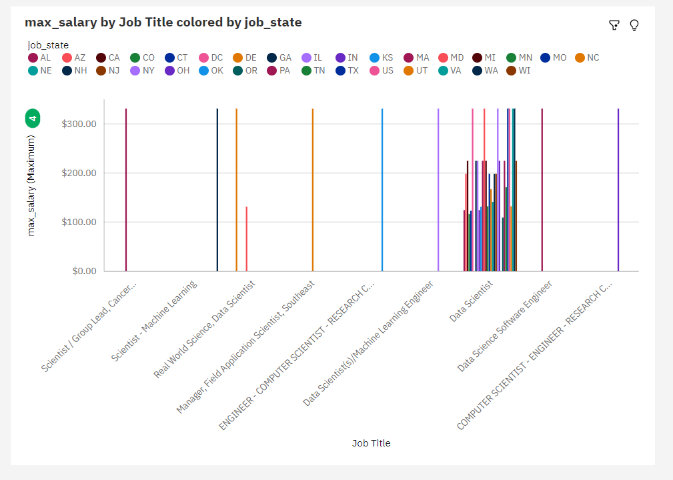 max_salary by Job Title colored by job_state
job_state
AL AZ CA CO CT DC DE GA IL IN KS MA MD MI MN MO NC
NE NH NJ NY OH OK OR PA TN TX US UT VA WA WI
4
max_salary (Maximum)
$300.00
$200.00
$100.00
$0.00
Scientist / Group Lead, Cancer...
Scientist - Machine Learning
Real World Science, Data Scientist
Manager, Field Application Scientist, Southeast
ENGINEER - COMPUTER SCIENTIST - RESEARCH C...
Data Scientist(s)/Machine Learning Engineer
Data Scientist
Data Science Software Engineer
COMPUTER SCIENTIST - ENGINEER - RESEARCH C...
Job Title